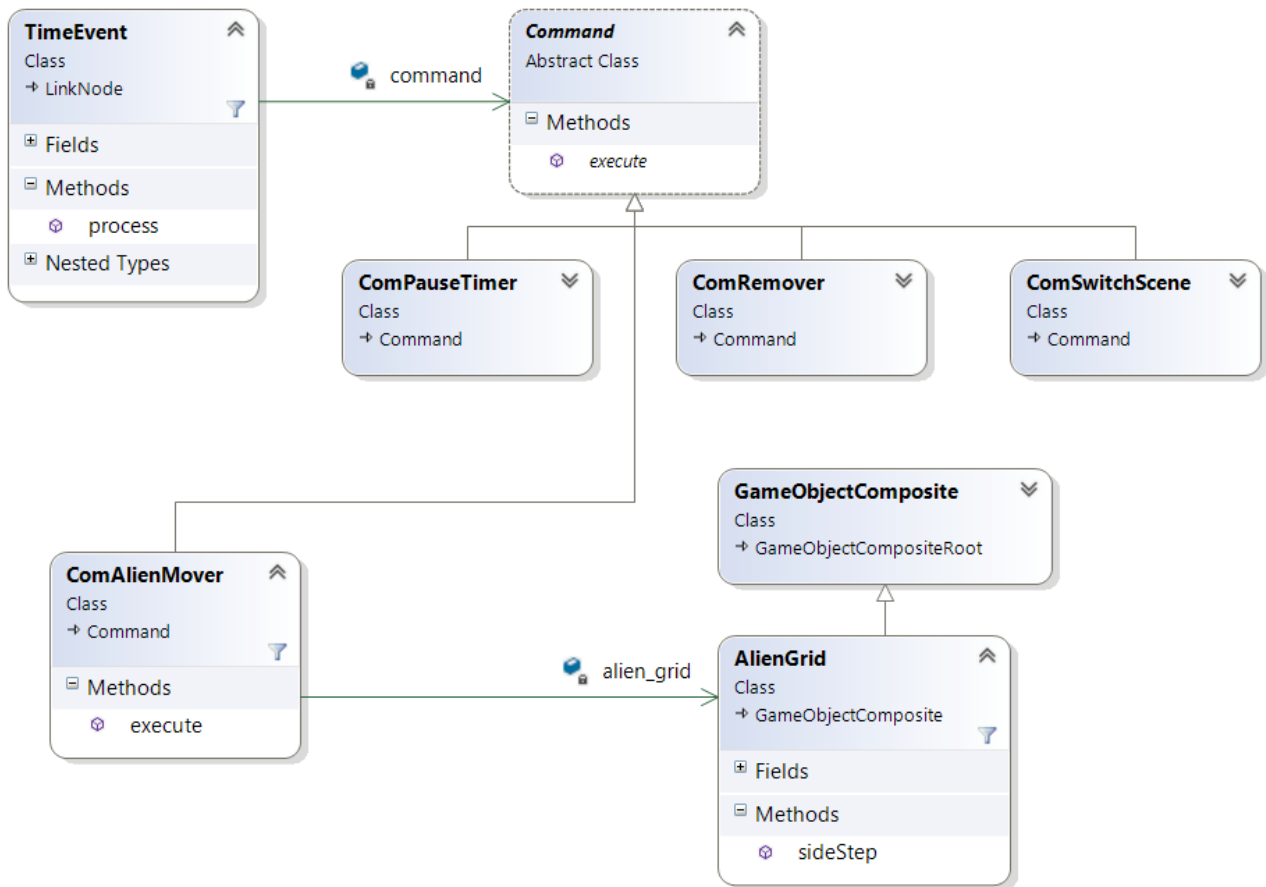 TimeEvent
Class
LinkNode
Fields
Methods
process
Nested Types
command
Command
Abstract Class
Methods
execute
ComPauseTimer
Class
Command
ComRemover
Class
Command
ComSwitchScene
Class
Command
GameObjectComposite
Class
GameObjectCompositeRoot
ComAlienMover
Class
Command
Methods
execute
alien_grid
AlienGrid
Class
GameObjectComposite
Fields
Methods
sideStep